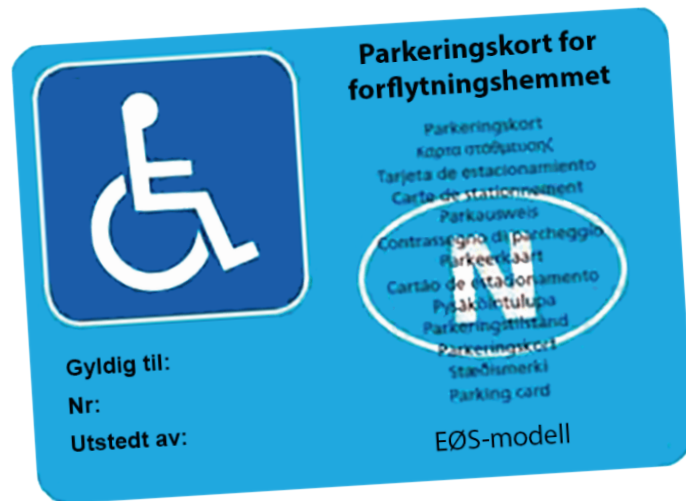 Parkeringskort for
forflytningshemmet
Parkeringskort
Κάρτα στάθμευσης
Tarjeta de estacionamiento
Carte de stationnement
Parkausweis
Contrassegno di parcheggio
Parkeerkaart
Cartão de estacionamento
Pysäköintulupa
Parkeringstilstånd
Parkeringskort
Stæðismerki
Parking card
N
Gyldig til:
Nr:
Utstedt av:
EØS-modell